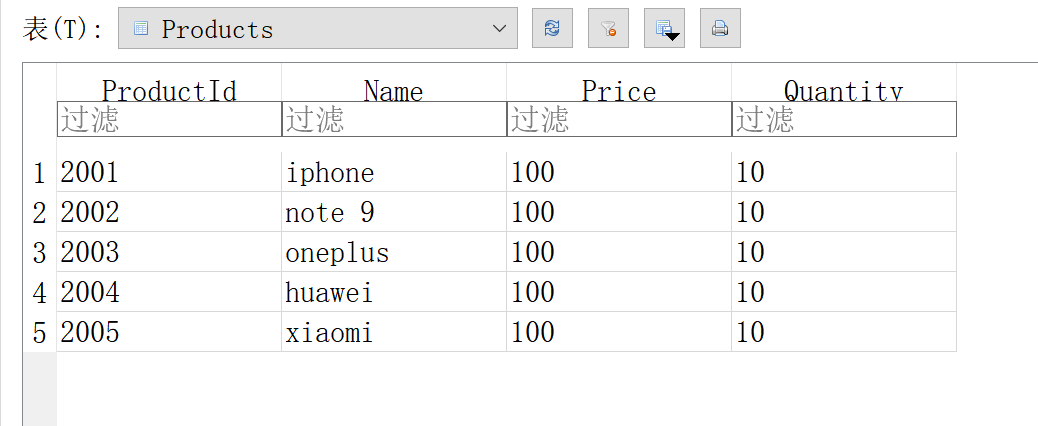 表(T): Products
ProductId Name Price Quantity
过滤 过滤 过滤 过滤
1 2001 iphone 100 10
2 2002 note 9 100 10
3 2003 oneplus 100 10
4 2004 huawei 100 10
5 2005 xiaomi 100 10